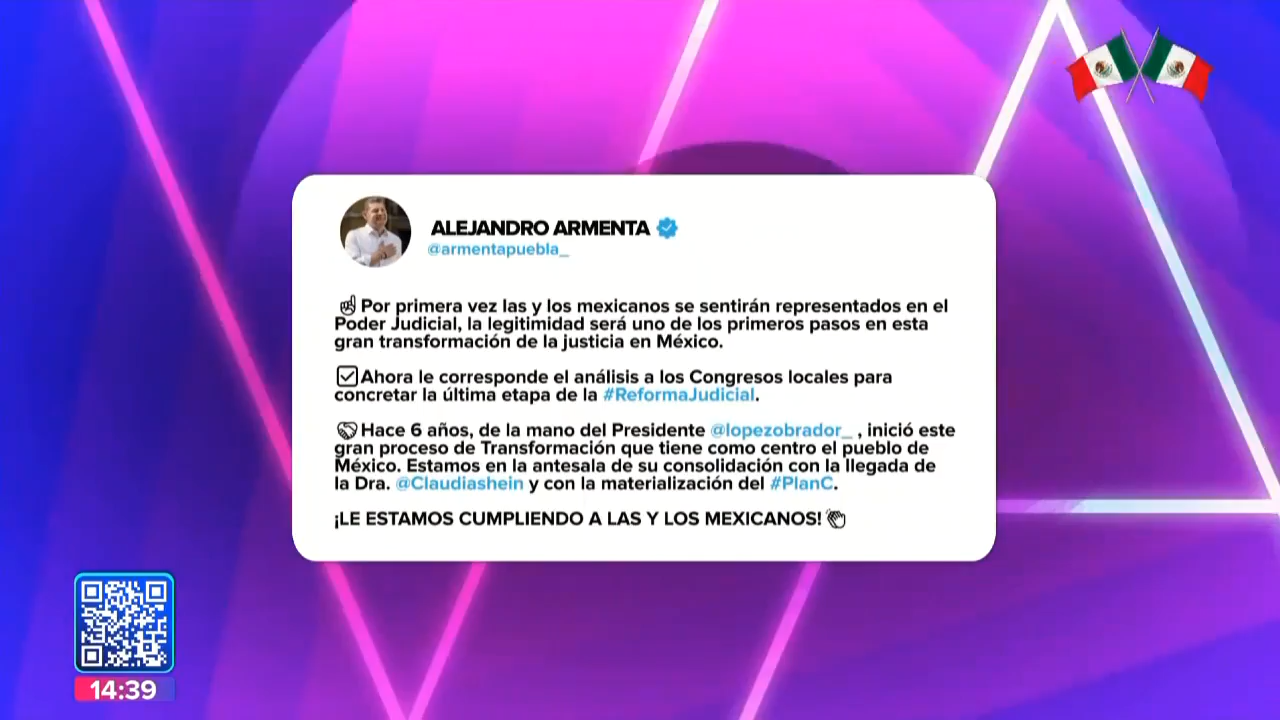 ALEJANDRO ARMENTA
@armentapuebla_
Por primera vez las y los mexicanos se sentirán representados en el
Poder Judicial, la legitimidad será uno de los primeros pasos en esta
gran transformación de la justicia en México.
Ahora le corresponde el análisis a los Congresos locales para
concretar la última etapa de la #ReformaJudicial.
Hace 6 años, de la mano del Presidente @lopezobrador_ , inició este
gran proceso de Transformación que tiene como centro el pueblo de
México. Estamos en la antesala de su consolidación con la llegada de
la Dra. @Claudiashein y con la materialización del #PlanC.
¡LE ESTAMOS CUMPLIENDO A LAS Y LOS MEXICANOS!
14:39